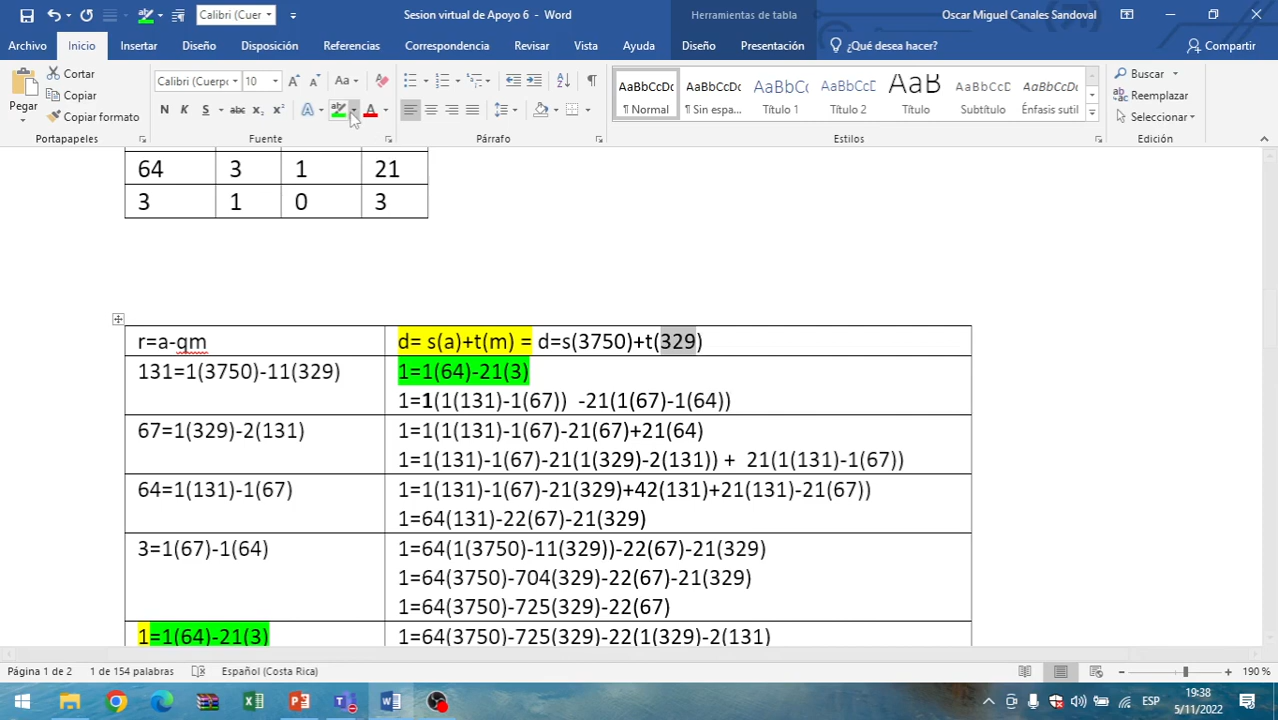 Calibri (Cuer
Sesion virtual de Apoyo 6 - Word
Herramientas de tabla
Oscar Miguel Canales Sandoval
Archivo Inicio Insertar Diseño Disposición Referencias Correspondencia Revisar Vista Ayuda Diseño Presentación ¿Qué desea hacer? Compartir
Pegar
Cortar
Copiar
Copiar formato
Portapapeles
Calibri (Cuerpo 10 Aa
N K S abc x₂ x² A
Fuente
Párrafo
AaBbCcDc AaBbCcDc AaBbCc AaBbCcD AaB AaBbCcD AaBbCcDc
¶ Normal ¶ Sin espa... Título 1 Título 2 Título Subtítulo Énfasis sutil
Estilos
Buscar
Reemplazar
Seleccionar
Edición
64 3 1 21
3 1 0 3
r=a-qm d= s(a)+t(m) = d=s(3750)+t(329)
131=1(3750)-11(329) 1=1(64)-21(3)
1=1(1(131)-1(67)) -21(1(67)-1(64))
67=1(329)-2(131) 1=1(1(131)-1(67)-21(67)+21(64)
1=1(131)-1(67)-21(1(329)-2(131)) + 21(1(131)-1(67))
64=1(131)-1(67) 1=1(131)-1(67)-21(329)+42(131)+21(131)-21(67))
1=64(131)-22(67)-21(329)
3=1(67)-1(64) 1=64(1(3750)-11(329))-22(67)-21(329)
1=64(3750)-704(329)-22(67)-21(329)
1=64(3750)-725(329)-22(67)
1=1(64)-21(3) 1=64(3750)-725(329)-22(1(329)-2(131)
Página 1 de 2 1 de 154 palabras Español (Costa Rica) 190 %
ESP
19:38
5/11/2022